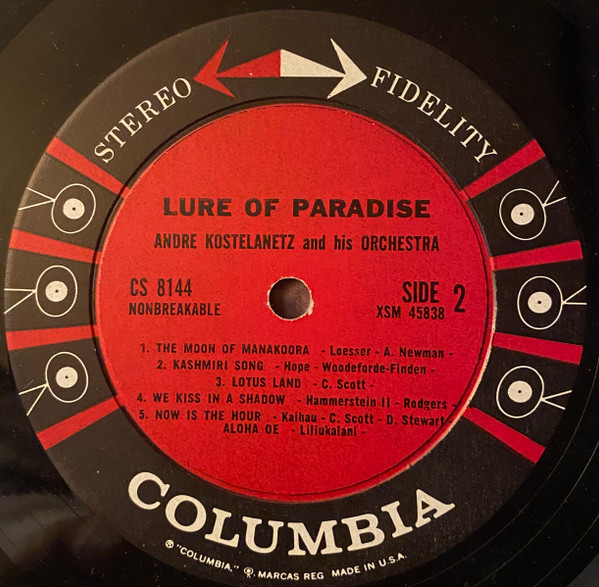 STEREO FIDELITY
LURE OF PARADISE
ANDRE KOSTELANETZ and his ORCHESTRA
CS 8144
NONBREAKABLE
SIDE 2
XSM 45838
1. THE MOON OF MANAKOORA - Loesser - A. Newman -
2. KASHMIRI SONG - Hope - Woodeforde-Finden -
3. LOTUS LAND - C. Scott -
4. WE KISS IN A SHADOW - Hammerstein II - Rodgers -
5. NOW IS THE HOUR - Kaihau - C. Scott - D. Stewart -
ALOHA OE - Liliukalani -
COLUMBIA
® "COLUMBIA," ®, MARCAS REG MADE IN U.S.A.